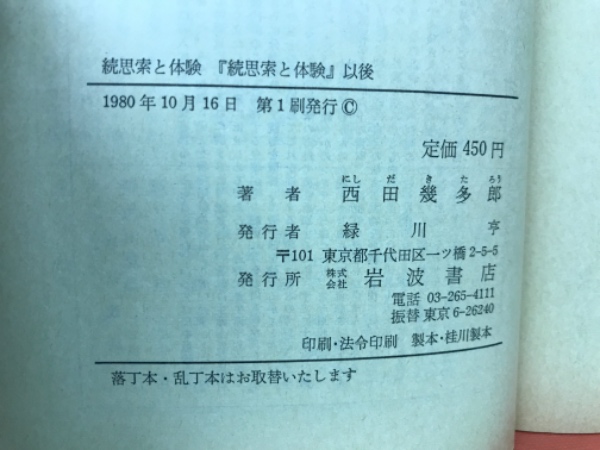 続思索と体験 『続思索と体験』以後
1980年10月16日 第1刷発行©
定価 450円
にしだきたろう
著者 西田幾多郎
発行者 緑川亨
〒101 東京都千代田区一ツ橋2-5-5
発行所 株式会社 岩波書店
電話 03-265-4111
振替 東京6-26240
印刷・法令印刷 製本・桂川製本
落丁本・乱丁本はお取替いたします